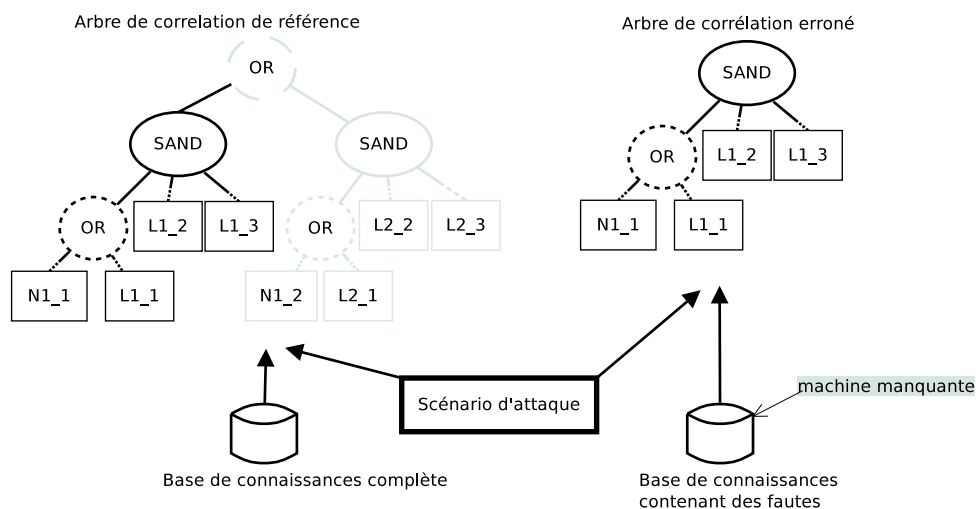 Arbre de correlation de référence
OR
SAND
SAND
OR
L1_2
L1_3
OR
L2_2
L2_3
N1_1
L1_1
N1_2
L2_1
Arbre de corrélation erroné
SAND
OR
L1_2
L1_3
N1_1
L1_1
Scénario d'attaque
machine manquante
Base de connaissances complète
Base de connaissances
contenant des fautes